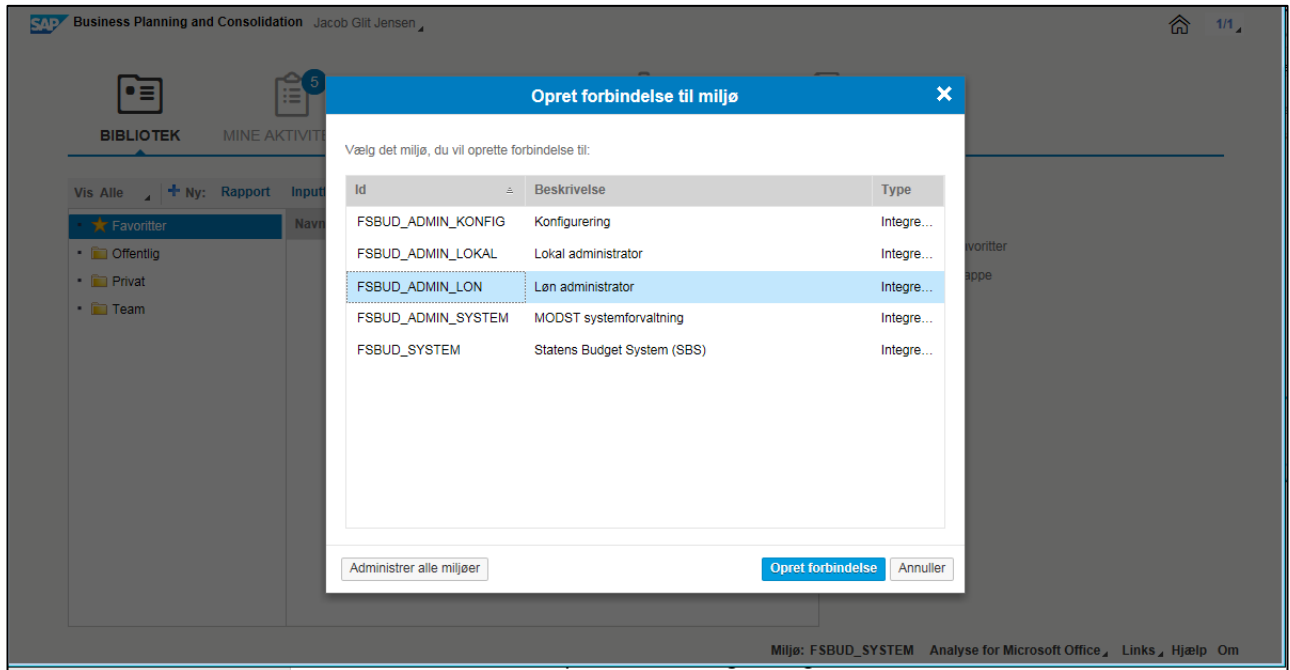 SAP Business Planning and Consolidation Jacob Glit Jensen
1/1
5
BIBLIOTEK MINE AKTIVIT
Opret forbindelse til miljø
Vælg det miljø, du vil oprette forbindelse til:
Vis Alle Ny: Rapport Inputf
Id Beskrivelse Type
Favoritter Navn
FSBUD_ADMIN_KONFIG Konfigurering Integre...
Offentlig
FSBUD_ADMIN_LOKAL Lokal administrator Integre...
avoritter
Privat
FSBUD_ADMIN_LON Løn administrator Integre...
appe
Team
FSBUD_ADMIN_SYSTEM MODST systemforvaltning Integre...
FSBUD_SYSTEM Statens Budget System (SBS) Integre...
Administrer alle miljøer Opret forbindelse Annuller
Miljø: FSBUD_SYSTEM Analyse for Microsoft Office Links Hjælp Om